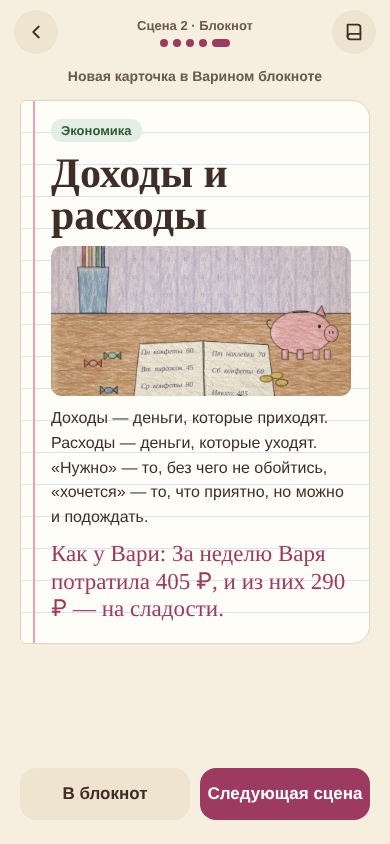 Сцена 2 · Блокнот
Новая карточка в Варином блокноте
Экономика
Доходы и
расходы
Пн конфеты 60
Вт пирожок 45
Ср конфеты 80
Пт наклейки 70
Сб конфеты 60
Итого: 405
Доходы — деньги, которые приходят.
Расходы — деньги, которые уходят.
«Нужно» — то, без чего не обойтись,
«хочется» — то, что приятно, но можно
и подождать.
Как у Вари: За неделю Варя
потратила 405 ₽, и из них 290
₽ — на сладости.
В блокнот
Следующая сцена